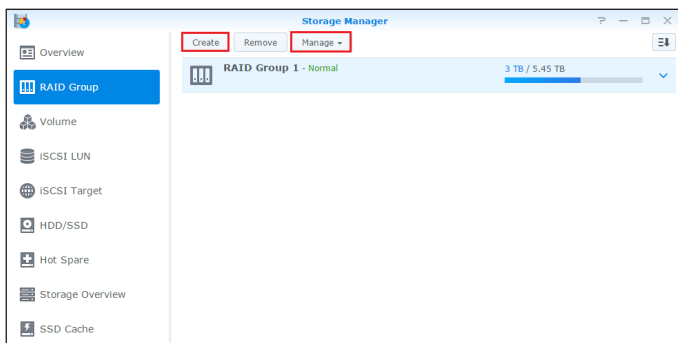 Storage Manager
Overview
RAID Group
Volume
iSCSI LUN
iSCSI Target
HDD/SSD
Hot Spare
Storage Overview
SSD Cache
Create Remove Manage
RAID Group 1 - Normal 3 TB / 5.45 TB